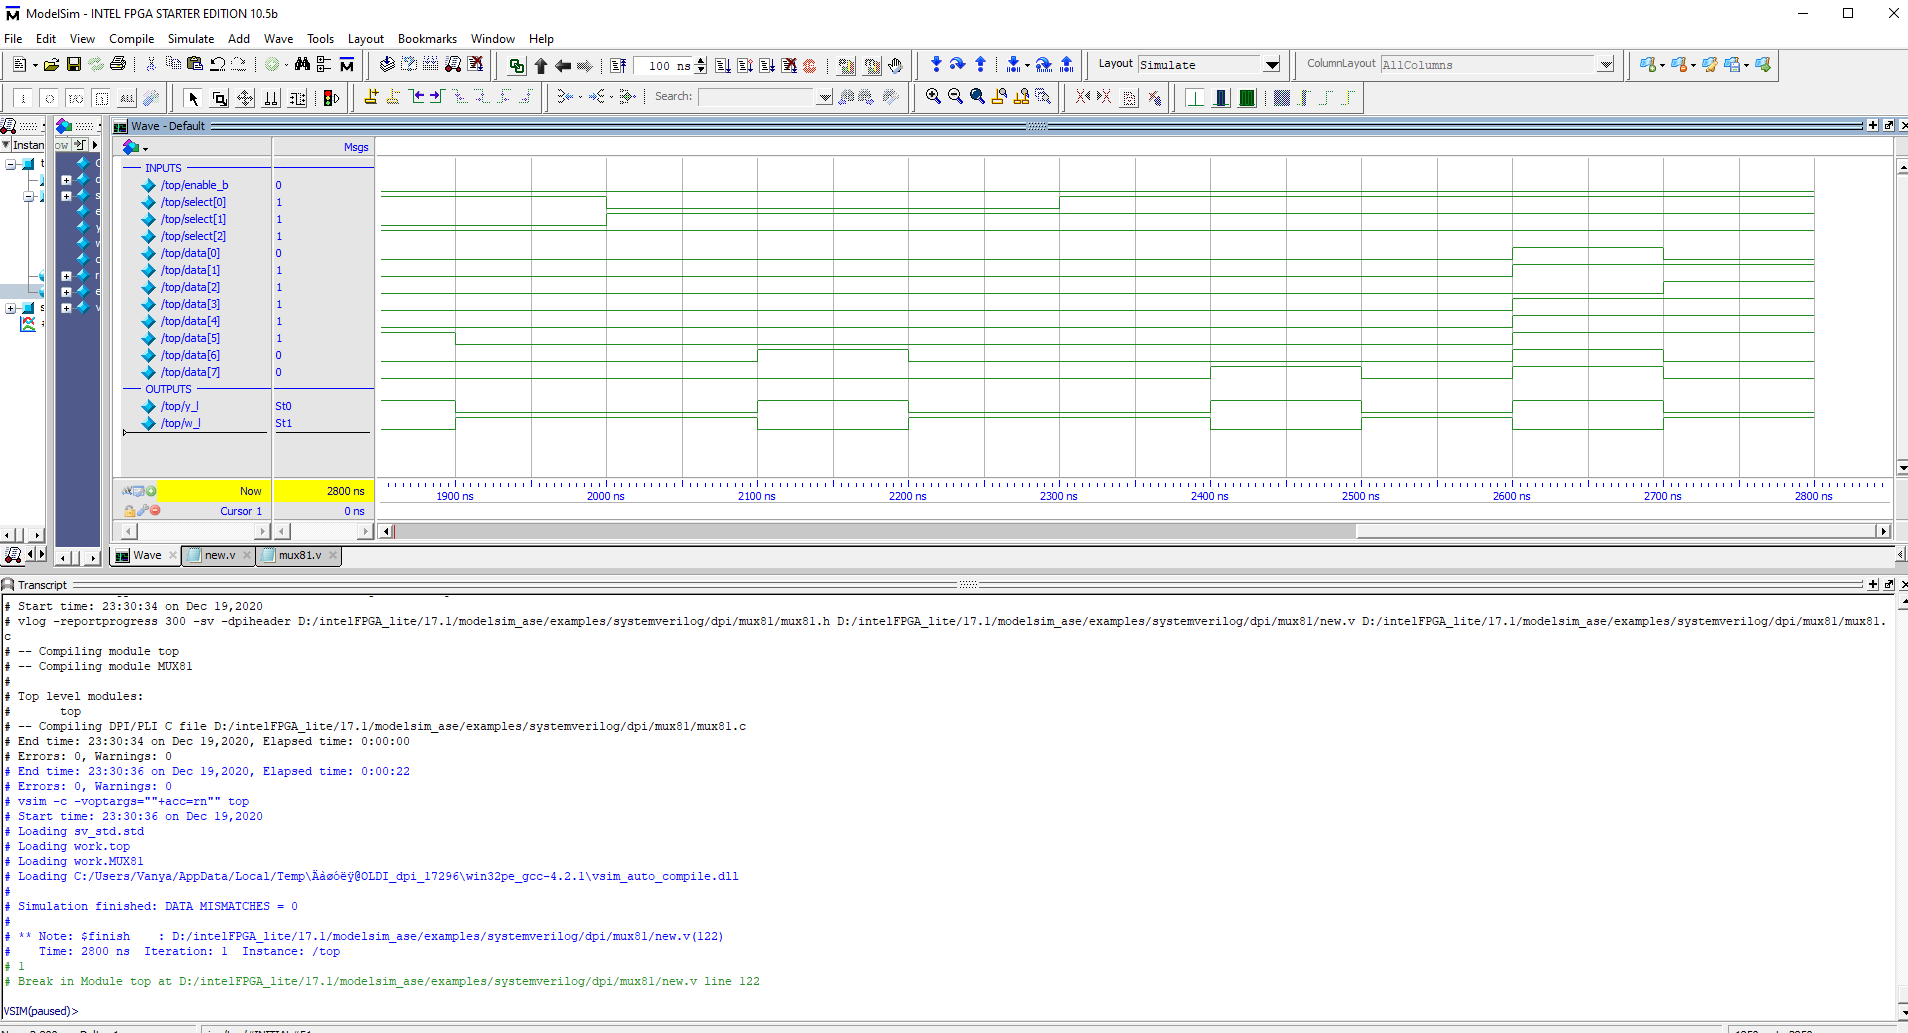 ModelSim - INTEL FPGA STARTER EDITION 10.5b
File Edit View Compile Simulate Add Wave Tools Layout Bookmarks Window Help
100 ns
Layout Simulate
ColumnLayout AllColumns
Search:
Instan
Wave - Default
Msgs
INPUTS
/top/enable_b 0
/top/select[0] 1
/top/select[1] 1
/top/select[2] 1
/top/data[0] 0
/top/data[1] 1
/top/data[2] 1
/top/data[3] 1
/top/data[4] 1
/top/data[5] 1
/top/data[6] 0
/top/data[7] 0
OUTPUTS
/top/y_l St0
/top/w_l St1
Now 2800 ns
1900 ns 2000 ns 2100 ns 2200 ns 2300 ns 2400 ns 2500 ns 2600 ns 2700 ns 2800 ns
Cursor 1 0 ns
Wave new.v mux81.v
Transcript
# Start time: 23:30:34 on Dec 19,2020
# vlog -reportprogress 300 -sv -dpiheader D:/intelFPGA_lite/17.1/modelsim_ase/examples/systemverilog/dpi/mux81/mux81.h D:/intelFPGA_lite/17.1/modelsim_ase/examples/systemverilog/dpi/mux81/new.v D:/intelFPGA_lite/17.1/modelsim_ase/examples/systemverilog/dpi/mux81/mux81.
c
# -- Compiling module top
# -- Compiling module MUX81
#
# Top level modules:
# top
# -- Compiling DPI/PLI C file D:/intelFPGA_lite/17.1/modelsim_ase/examples/systemverilog/dpi/mux81/mux81.c
# End time: 23:30:34 on Dec 19,2020, Elapsed time: 0:00:00
# Errors: 0, Warnings: 0
# End time: 23:30:36 on Dec 19,2020, Elapsed time: 0:00:22
# Errors: 0, Warnings: 0
# vsim -c -voptargs=""+acc=rn"" top
# Start time: 23:30:36 on Dec 19,2020
# Loading sv_std.std
# Loading work.top
# Loading work.MUX81
# Loading C:/Users/Vanya/AppData/Local/Temp\Äàøóëÿ@OLDI_dpi_17296\win32pe_gcc-4.2.1\vsim_auto_compile.dll
#
# Simulation finished: DATA MISMATCHES = 0
#
# ** Note: $finish : D:/intelFPGA_lite/17.1/modelsim_ase/examples/systemverilog/dpi/mux81/new.v(122)
# Time: 2800 ns Iteration: 1 Instance: /top
# 1
# Break in Module top at D:/intelFPGA_lite/17.1/modelsim_ase/examples/systemverilog/dpi/mux81/new.v line 122
VSIM(paused)>